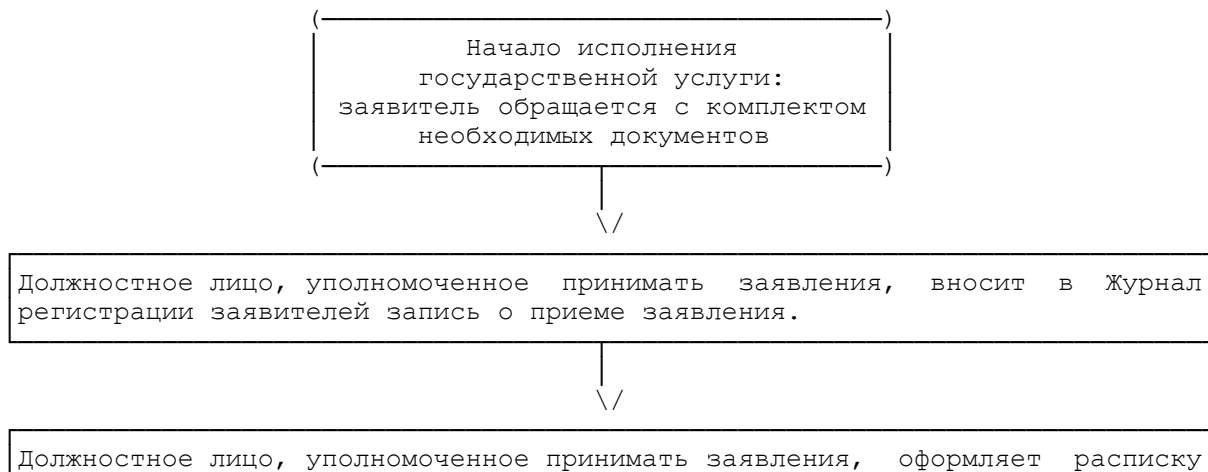 Начало исполнения
государственной услуги:
заявитель обращается с комплектом
необходимых документов
Должностное лицо, уполномоченное принимать заявления, вносит в Журнал
регистрации заявителей запись о приеме заявления.
Должностное лицо, уполномоченное принимать заявления, оформляет расписку